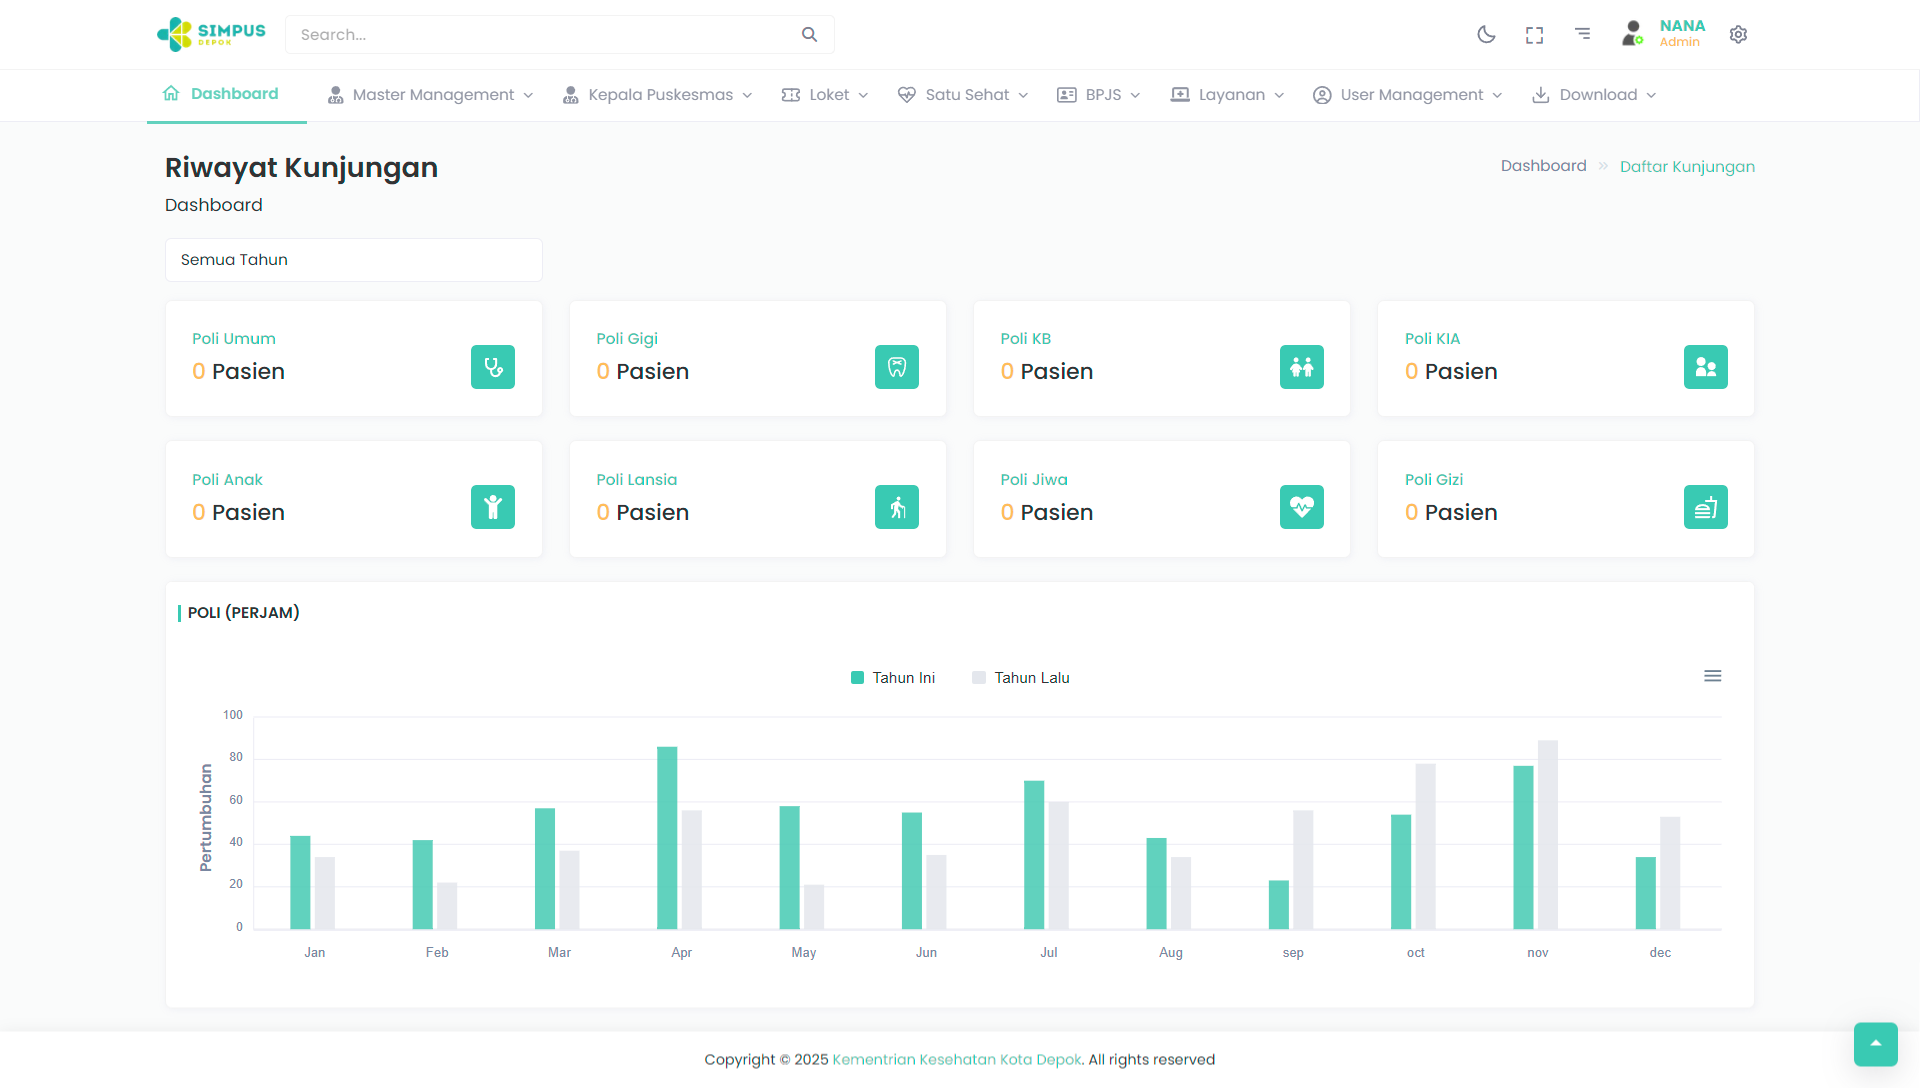 SIMPUS
DEPOK
Search...
NANA
Admin
Dashboard
Master Management
Kepala Puskesmas
Loket
Satu Sehat
BPJS
Layanan
User Management
Download
Riwayat Kunjungan
Dashboard
Dashboard » Daftar Kunjungan
Semua Tahun
Poli Umum
0 Pasien
Poli Gigi
0 Pasien
Poli KB
0 Pasien
Poli KIA
0 Pasien
Poli Anak
0 Pasien
Poli Lansia
0 Pasien
Poli Jiwa
0 Pasien
Poli Gizi
0 Pasien
POLI (PERJAM)
Tahun Ini
Tahun Lalu
Pertumbuhan
100
80
60
40
20
0
Jan
Feb
Mar
Apr
May
Jun
Jul
Aug
sep
oct
nov
dec
Copyright © 2025 Kementrian Kesehatan Kota Depok. All rights reserved